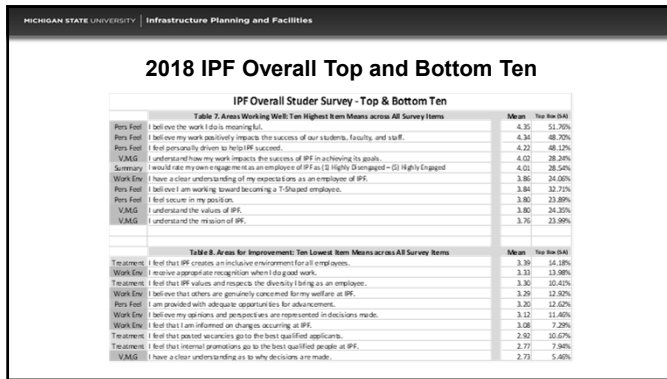 MICHIGAN STATE UNIVERSITY | Infrastructure Planning and Facilities
2018 IPF Overall Top and Bottom Ten
IPF Overall Studer Survey - Top & Bottom Ten
Table 7. Areas Working Well: Ten Highest Item Means across All Survey Items Mean Top Box (SA)
Pers Feel I believe the work I do is meaningful. 4.35 51.76%
Pers Feel I believe my work positively impacts the success of our students, faculty, and staff. 4.34 48.70%
Pers Feel I feel personally driven to help IPF succeed. 4.22 48.12%
V,M,G I understand how my work impacts the success of IPF in achieving its goals. 4.02 28.24%
Summary I would rate my own engagement as an employee of IPF as (1) Highly Disengaged – (5) Highly Engaged 4.01 28.54%
Work Env I have a clear understanding of my expectations as an employee of IPF. 3.86 24.06%
Pers Feel I believe I am working toward becoming a T-Shaped employee. 3.84 32.71%
Pers Feel I feel secure in my position. 3.80 23.89%
V,M,G I understand the values of IPF. 3.80 24.35%
V,M,G I understand the mission of IPF. 3.76 23.99%
Table 8. Areas for Improvement: Ten Lowest Item Means across All Survey Items Mean Top Box (SA)
Treatment I feel that IPF creates an inclusive environment for all employees. 3.39 14.18%
Work Env I receive appropriate recognition when I do good work. 3.33 13.98%
Treatment I feel that IPF values and respects the diversity I bring as an employee. 3.30 10.41%
Work Env I believe that others are genuinely concerned for my welfare at IPF. 3.29 12.92%
Pers Feel I am provided with adequate opportunities for advancement. 3.20 12.62%
Work Env I believe my opinions and perspectives are represented in decisions made. 3.12 11.46%
Work Env I feel that I am informed on changes occurring at IPF. 3.08 7.29%
Treatment I feel that posted vacancies go to the best qualified applicants. 2.92 10.67%
Treatment I feel that internal promotions go to the best qualified people at IPF. 2.77 7.94%
V,M,G I have a clear understanding as to why decisions are made. 2.73 5.46%